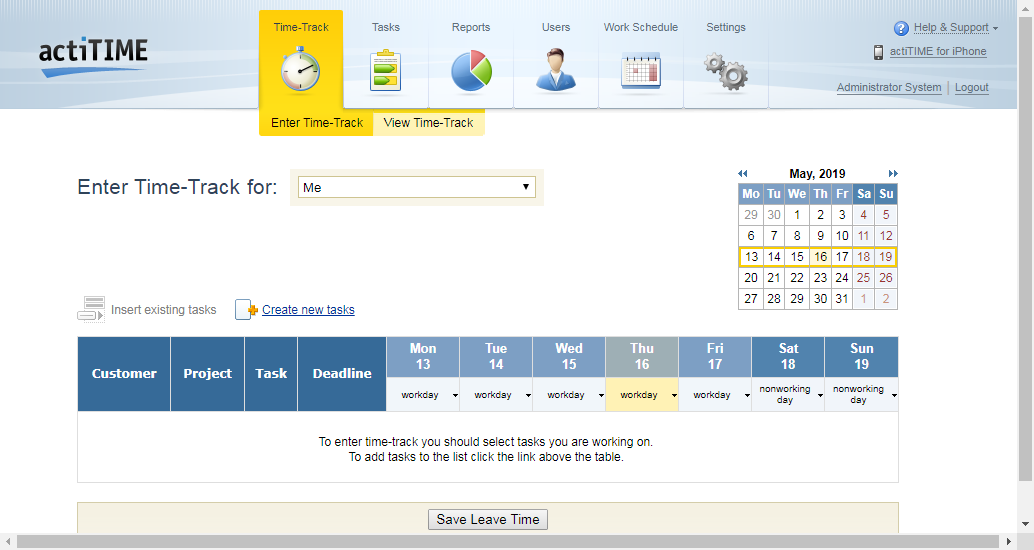 actiTIME
Time-Track
Tasks
Reports
Users
Work Schedule
Settings
Help & Support
actiTIME for iPhone
Administrator System | Logout
Enter Time-Track
View Time-Track
Enter Time-Track for:
Me
May, 2019
Mo Tu We Th Fr Sa Su
29 30 1 2 3 4 5
6 7 8 9 10 11 12
13 14 15 16 17 18 19
20 21 22 23 24 25 26
27 28 29 30 31 1 2
Insert existing tasks
Create new tasks
Customer
Project
Task
Deadline
Mon
13
Tue
14
Wed
15
Thu
16
Fri
17
Sat
18
Sun
19
workday
workday
workday
workday
workday
nonworking
day
nonworking
day
To enter time-track you should select tasks you are working on.
To add tasks to the list click the link above the table.
Save Leave Time